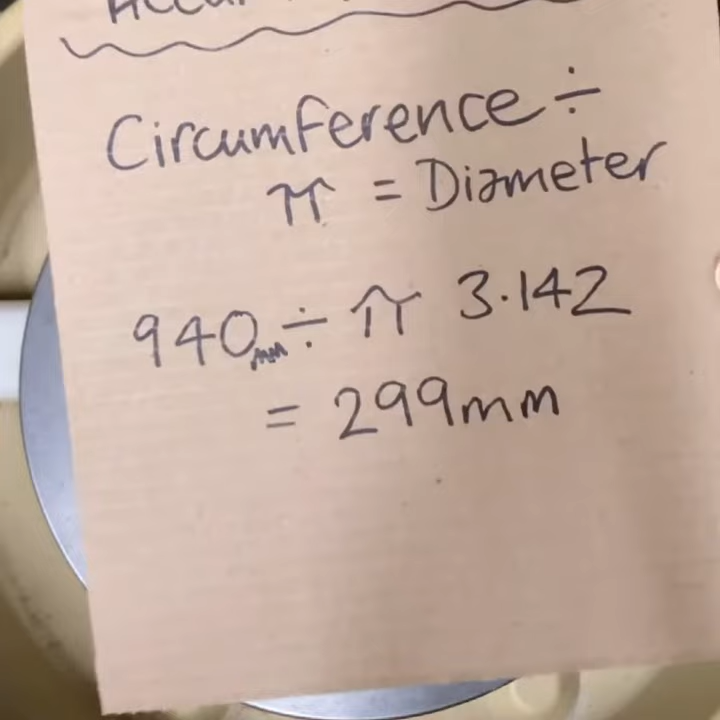 Circumference ÷
π = Diameter
940mm ÷ π 3.142
= 299mm